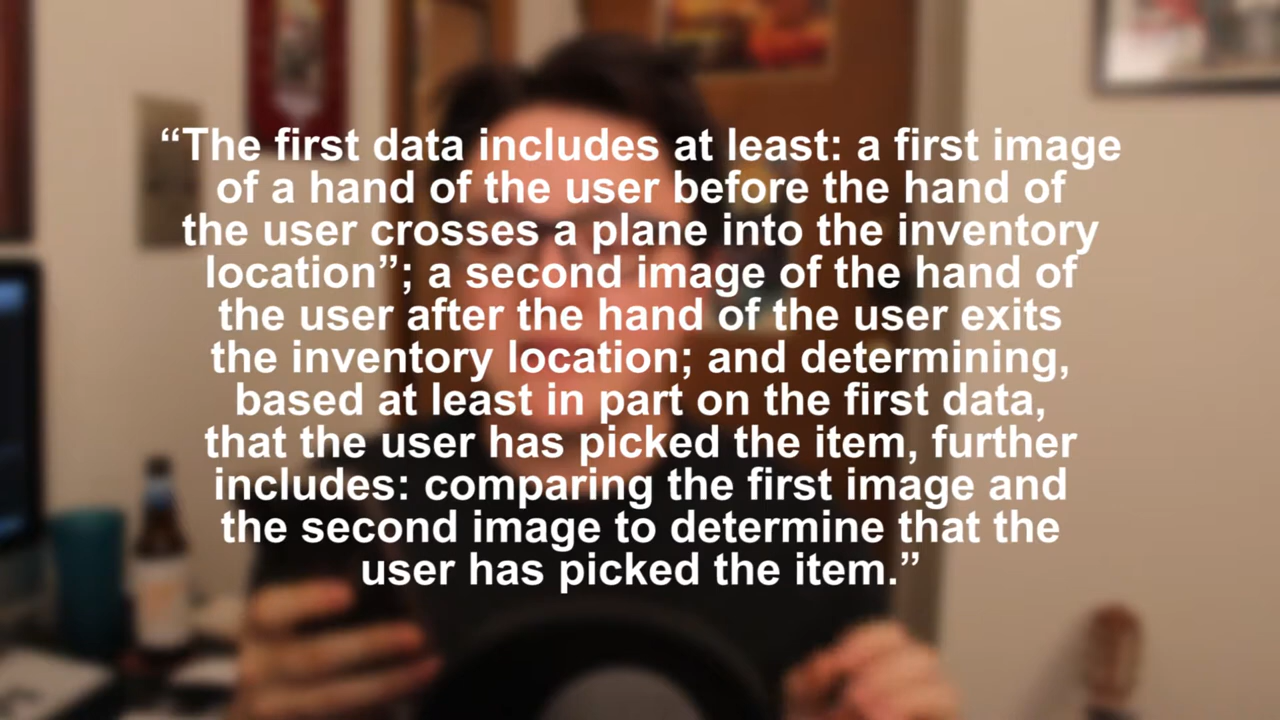 “The first data includes at least: a first image
of a hand of the user before the hand of
the user crosses a plane into the inventory
location”; a second image of the hand of
the user after the hand of the user exits
the inventory location; and determining,
based at least in part on the first data,
that the user has picked the item, further
includes: comparing the first image and
the second image to determine that the
user has picked the item.”